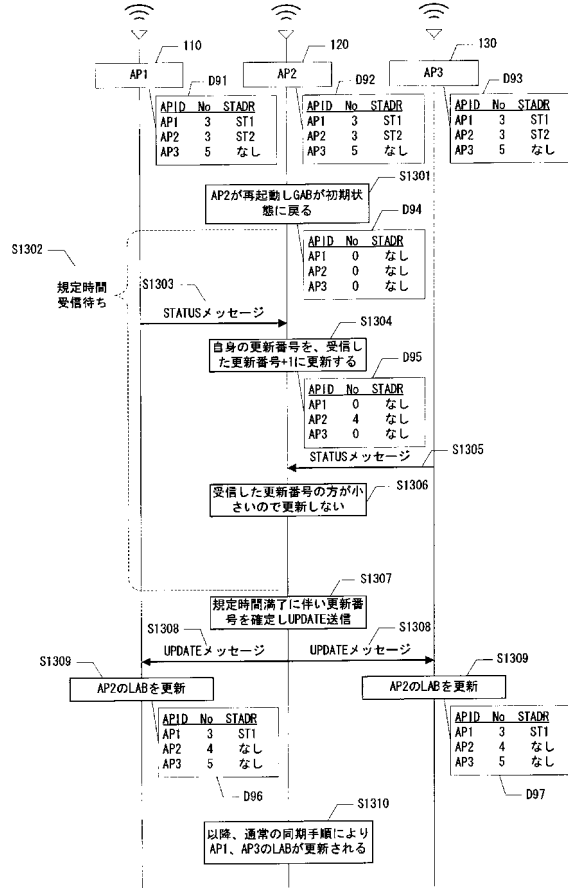 110
120
130
AP1
AP2
AP3
D91
D92
D93
APID No STADR
AP1 3 ST1
AP2 3 ST2
AP3 5 なし
APID No STADR
AP1 3 ST1
AP2 3 ST2
AP3 5 なし
APID No STADR
AP1 3 ST1
AP2 3 ST2
AP3 5 なし
S1301
AP2が再起動しGABが初期状
態に戻る
D94
APID No STADR
AP1 0 なし
AP2 0 なし
AP3 0 なし
S1302
規定時間
受信待ち
S1303
STATUSメッセージ
S1304
自身の更新番号を、受信し
た更新番号+1に更新する
D95
APID No STADR
AP1 0 なし
AP2 4 なし
AP3 0 なし
S1305
STATUSメッセージ
S1306
受信した更新番号の方が小
さいので更新しない
S1307
規定時間満了に伴い更新番
号を確定しUPDATE送信
S1308
S1308
UPDATEメッセージ
UPDATEメッセージ
S1309
S1309
AP2のLABを更新
AP2のLABを更新
APID No STADR
AP1 3 ST1
AP2 4 なし
AP3 5 なし
D96
APID No STADR
AP1 3 ST1
AP2 4 なし
AP3 5 なし
D97
S1310
以降、通常の同期手順により
AP1、AP3のLABが更新される